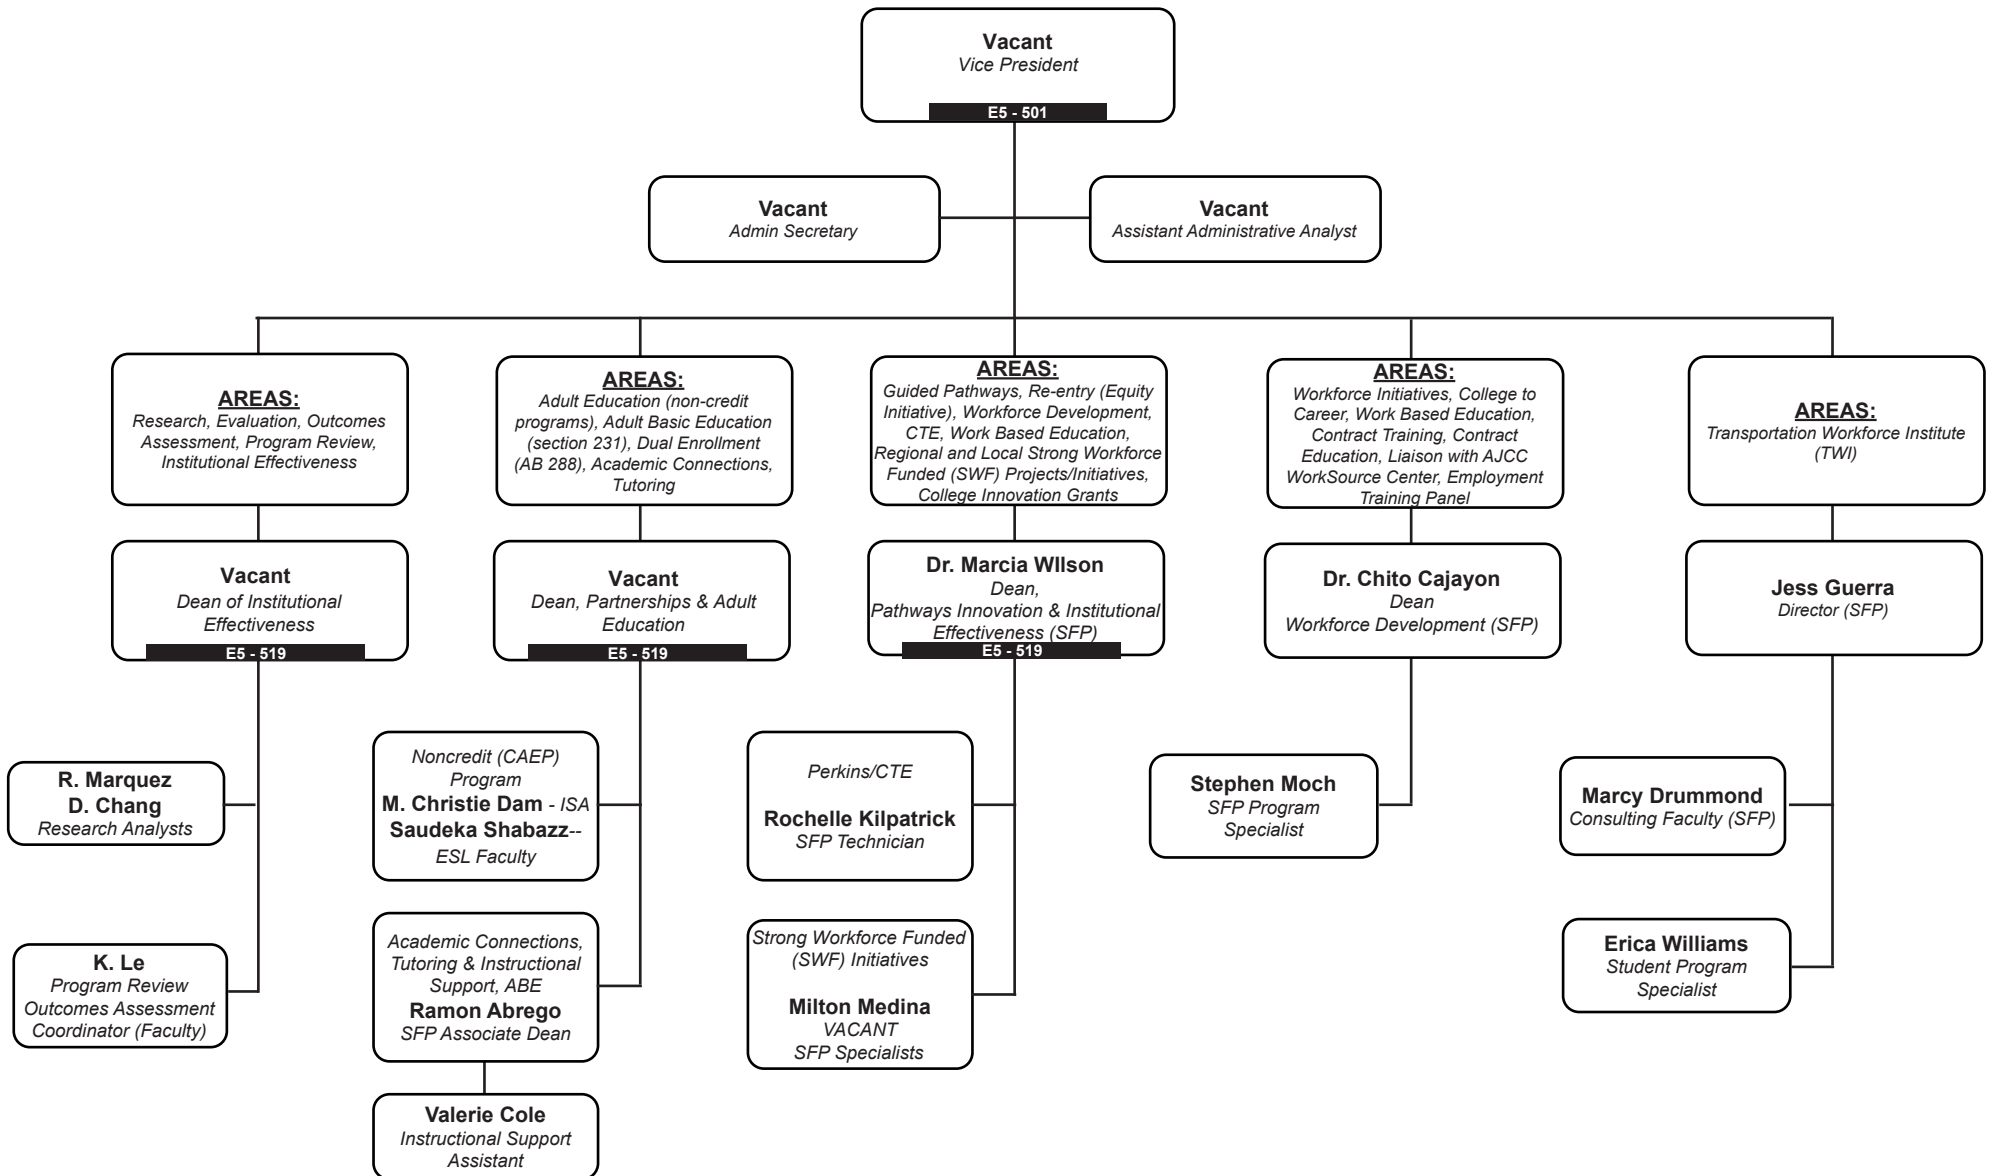 Vacant
Vice President
E5 - 501
Vacant
Admin Secretary
Vacant
Assistant Administrative Analyst
AREAS:
Research, Evaluation, Outcomes
Assessment, Program Review,
Institutional Effectiveness
AREAS:
Adult Education (non-credit
programs), Adult Basic Education
(section 231), Dual Enrollment
(AB 288), Academic Connections,
Tutoring
AREAS:
Guided Pathways, Re-entry (Equity
Initiative), Workforce Development,
CTE, Work Based Education,
Regional and Local Strong Workforce
Funded (SWF) Projects/Initiatives,
College Innovation Grants
AREAS:
Workforce Initiatives, College to
Career, Work Based Education,
Contract Training, Contract
Education, Liaison with AJCC
WorkSource Center, Employment
Training Panel
AREAS:
Transportation Workforce Institute
(TWI)
Vacant
Dean of Institutional
Effectiveness
E5 - 519
Vacant
Dean, Partnerships & Adult
Education
E5 - 519
Dr. Marcia WIlson
Dean,
Pathways Innovation & Institutional
Effectiveness (SFP)
E5 - 519
Dr. Chito Cajayon
Dean
Workforce Development (SFP)
Jess Guerra
Director (SFP)
R. Marquez
D. Chang
Research Analysts
Noncredit (CAEP)
Program
M. Christie Dam - ISA
Saudeka Shabazz--
ESL Faculty
Perkins/CTE
Rochelle Kilpatrick
SFP Technician
Stephen Moch
SFP Program
Specialist
Marcy Drummond
Consulting Faculty (SFP)
K. Le
Program Review
Outcomes Assessment
Coordinator (Faculty)
Academic Connections,
Tutoring & Instructional
Support, ABE
Ramon Abrego
SFP Associate Dean
Strong Workforce Funded
(SWF) Initiatives
Milton Medina
VACANT
SFP Specialists
Erica Williams
Student Program
Specialist
Valerie Cole
Instructional Support
Assistant